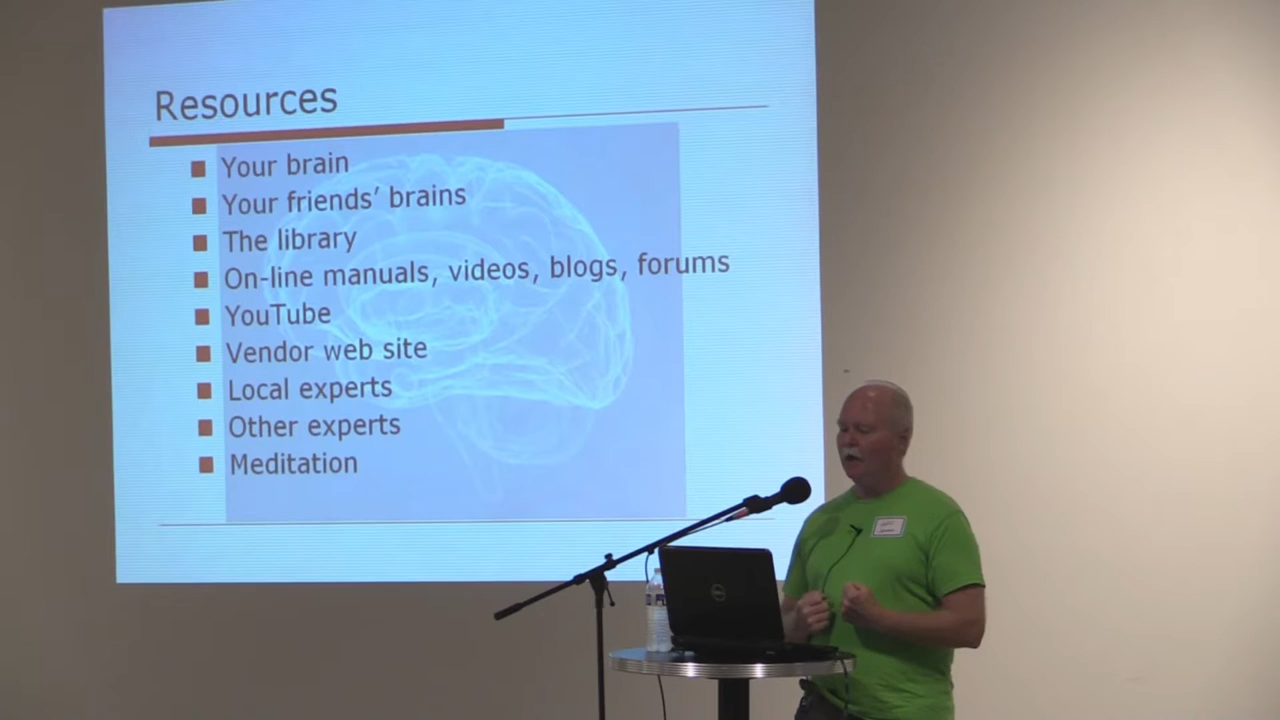 Resources
Your brain
Your friends’ brains
The library
On-line manuals, videos, blogs, forums
YouTube
Vendor web site
Local experts
Other experts
Meditation
DELL